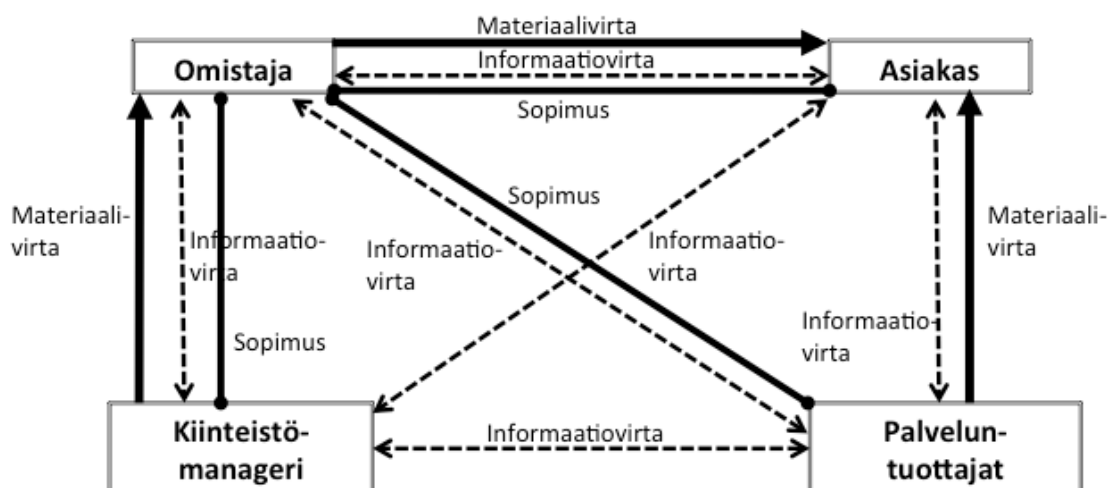 Materiaalivirta
Omistaja
Informaatiovirta
Asiakas
Sopimus
Sopimus
Materiaali-
virta
Informaatio-
virta
Informaatio-
virta
Informaatio-
virta
Materiaali-
virta
Sopimus
Informaatio-
virta
Kiinteistö-
manageri
Informaatiovirta
Palvelun-
tuottajat